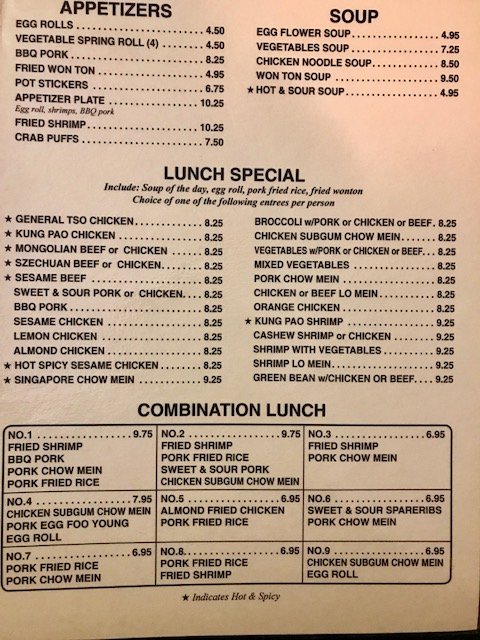 APPETIZERS
EGG ROLLS 4.50
VEGETABLE SPRING ROLL (4) 4.50
BBQ PORK 8.25
FRIED WON TON 4.95
POT STICKERS 6.75
APPETIZER PLATE 10.25
Egg roll, shrimps, BBQ pork
FRIED SHRIMP 10.25
CRAB PUFFS 7.50
SOUP
EGG FLOWER SOUP 4.95
VEGETABLES SOUP 7.25
CHICKEN NOODLE SOUP 8.50
WON TON SOUP 9.50
★ HOT & SOUR SOUP 4.95
LUNCH SPECIAL
Include: Soup of the day, egg roll, pork fried rice, fried wonton
Choice of one of the following entrees per person
★ GENERAL TSO CHICKEN 8.25
★ KUNG PAO CHICKEN 8.25
★ MONGOLIAN BEEF or CHICKEN 8.25
★ SZECHUAN BEEF or CHICKEN 8.25
★ SESAME BEEF 8.25
SWEET & SOUR PORK or CHICKEN 8.25
BBQ PORK 8.25
SESAME CHICKEN 8.25
LEMON CHICKEN 8.25
ALMOND CHICKEN 8.25
★ HOT SPICY SESAME CHICKEN 8.25
★ SINGAPORE CHOW MEIN 9.25
BROCCOLI w/PORK or CHICKEN or BEEF 8.25
CHICKEN SUBGUM CHOW MEIN 8.25
VEGETABLES w/PORK or CHICKEN or BEEF 8.25
MIXED VEGETABLES 8.25
PORK CHOW MEIN 8.25
CHICKEN or BEEF LO MEIN 8.25
ORANGE CHICKEN 8.25
★ KUNG PAO SHRIMP 9.25
CASHEW SHRIMP or CHICKEN 9.25
SHRIMP WITH VEGETABLES 9.25
SHRIMP LO MEIN 9.25
GREEN BEAN w/CHICKEN OR BEEF 9.25
COMBINATION LUNCH
NO.1 9.75
FRIED SHRIMP
BBQ PORK
PORK CHOW MEIN
PORK FRIED RICE
NO.2 9.75
FRIED SHRIMP
PORK FRIED RICE
SWEET & SOUR PORK
CHICKEN SUBGUM CHOW MEIN
NO.3 6.95
FRIED SHRIMP
PORK CHOW MEIN
NO.4 7.95
CHICKEN SUBGUM CHOW MEIN
PORK EGG FOO YOUNG
EGG ROLL
NO.5 6.95
ALMOND FRIED CHICKEN
PORK FRIED RICE
NO.6 6.95
SWEET & SOUR SPARERIBS
PORK CHOW MEIN
NO.7 6.95
PORK FRIED RICE
PORK CHOW MEIN
NO.8 6.95
PORK FRIED RICE
FRIED SHRIMP
NO.9 6.95
CHICKEN SUBGUM CHOW MEIN
EGG ROLL
★ Indicates Hot & Spicy